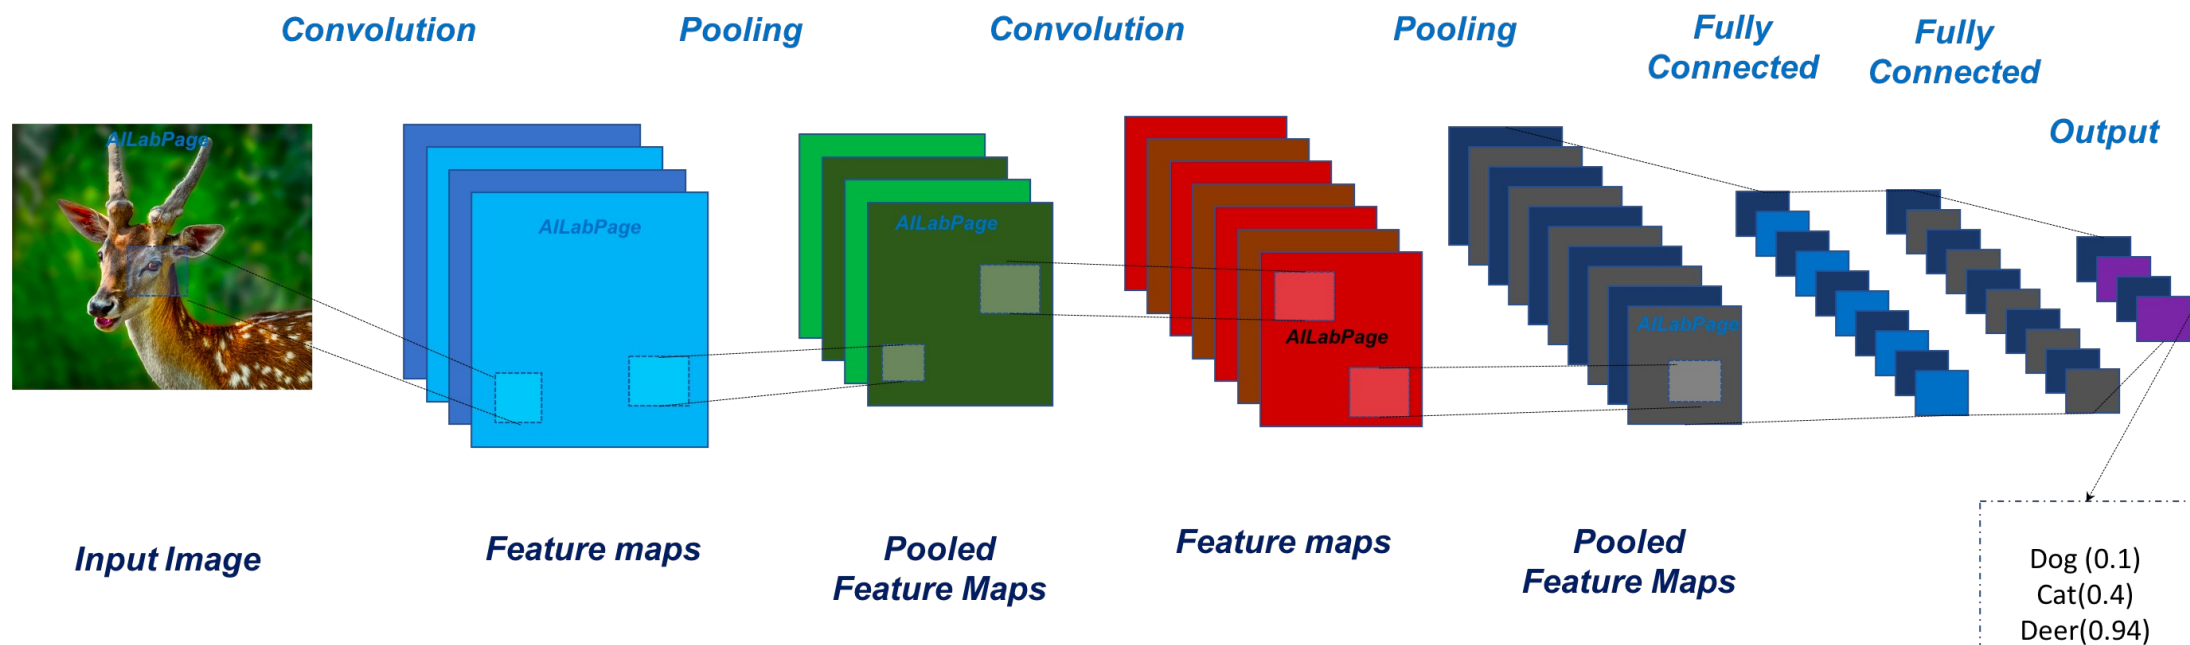 Convolution
Pooling
Convolution
Pooling
Fully
Connected
Fully
Connected
Output
AILabPage
AILabPage
AILabPage
AILabPage
AILabPage
Input Image
Feature maps
Pooled
Feature Maps
Feature maps
Pooled
Feature Maps
Dog (0.1)
Cat(0.4)
Deer(0.94)